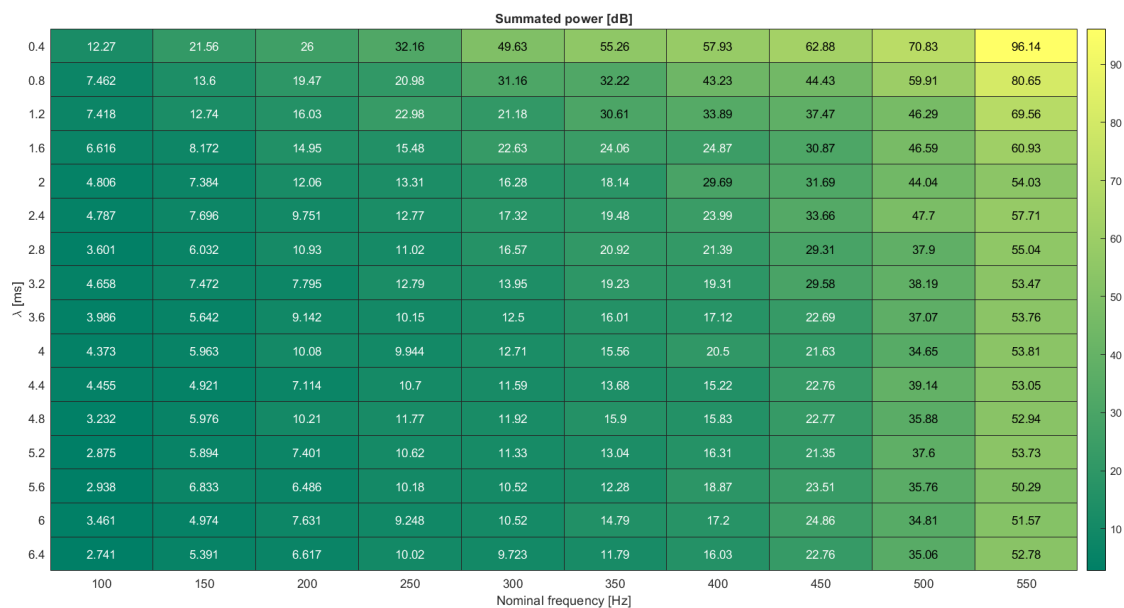 Summated power [dB]
0.4 12.27 21.56 26 32.16 49.63 55.26 57.93 62.88 70.83 96.14
0.8 7.462 13.6 19.47 20.98 31.16 32.22 43.23 44.43 59.91 80.65
1.2 7.418 12.74 16.03 22.98 21.18 30.61 33.89 37.47 46.29 69.56
1.6 6.616 8.172 14.95 15.48 22.63 24.06 24.87 30.87 46.59 60.93
2 4.806 7.384 12.06 13.31 16.28 18.14 29.69 31.69 44.04 54.03
2.4 4.787 7.696 9.751 12.77 17.32 19.48 23.99 33.66 47.7 57.71
2.8 3.601 6.032 10.93 11.02 16.57 20.92 21.39 29.31 37.9 55.04
3.2 4.658 7.472 7.795 12.79 13.95 19.23 19.31 29.58 38.19 53.47
3.6 3.986 5.642 9.142 10.15 12.5 16.01 17.12 22.69 37.07 53.76
4 4.373 5.963 10.08 9.944 12.71 15.56 20.5 21.63 34.65 53.81
4.4 4.455 4.921 7.114 10.7 11.59 13.68 15.22 22.76 39.14 53.05
4.8 3.232 5.976 10.21 11.77 11.92 15.9 15.83 22.77 35.88 52.94
5.2 2.875 5.894 7.401 10.62 11.33 13.04 16.31 21.35 37.6 53.73
5.6 2.938 6.833 6.486 10.18 10.52 12.28 18.87 23.51 35.76 50.29
6 3.461 4.974 7.631 9.248 10.52 14.79 17.2 24.86 34.81 51.57
6.4 2.741 5.391 6.617 10.02 9.723 11.79 16.03 22.76 35.06 52.78
100 150 200 250 300 350 400 450 500 550
Nominal frequency [Hz]
λ [ms]
90
80
70
60
50
40
30
20
10